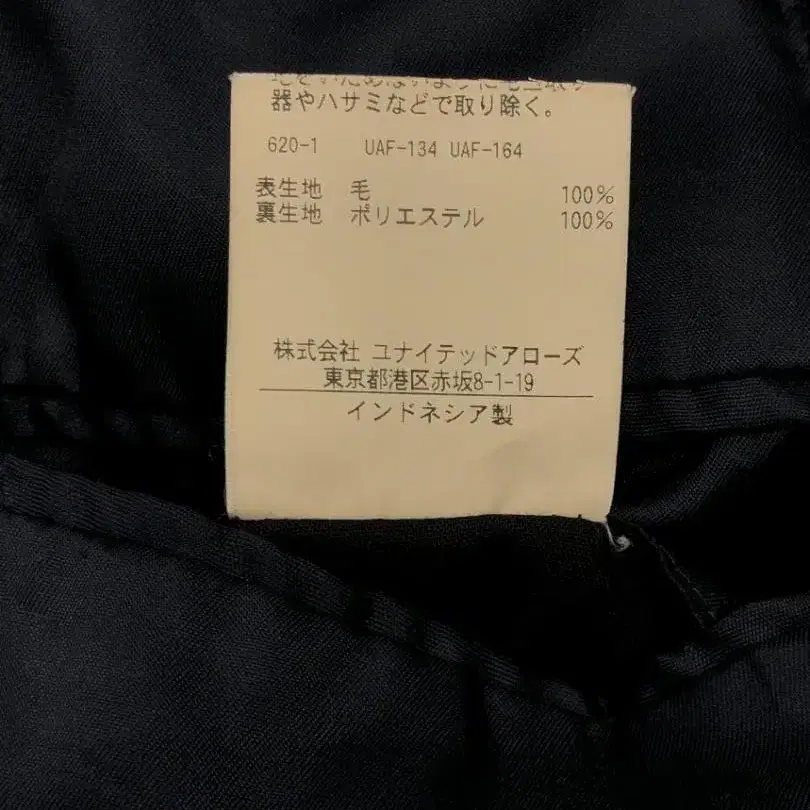 器やハサミなどで取り除く。
620-1 UAF-134 UAF-164
表生地 毛 100%
裏生地 ポリエステル 100%
株式会社 ユナイテッドアローズ
東京都港区赤坂8-1-19
インドネシア製